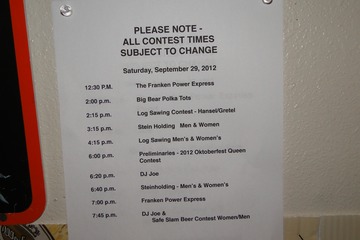 PLEASE NOTE -
ALL CONTEST TIMES
SUBJECT TO CHANGE
Saturday, September 29, 2012
12:30 P.M. The Franken Power Express
2:00 p.m. Big Bear Polka Tots
2:15 p.m. Log Sawing Contest - Hansel/Gretel
3:15 p.m. Stein Holding Men & Women
4:15 p.m. Log Sawing Men's & Women's
6:00 p.m. Preliminaries - 2012 Oktoberfest Queen
Contest
6:20 p.m. DJ Joe
6:40 p.m. Steinholding - Men's & Women's
7:00 p.m. Franken Power Express
7:45 p.m. DJ Joe &
Safe Slam Beer Contest Women/Men